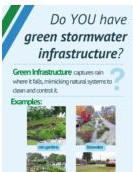 Do YOU have
green stormwater
infrastructure?
Green Infrastructure captures rain
where it falls, mimicking natural systems to
clean and control it.
?
Examples:
rain gardens
bioswales